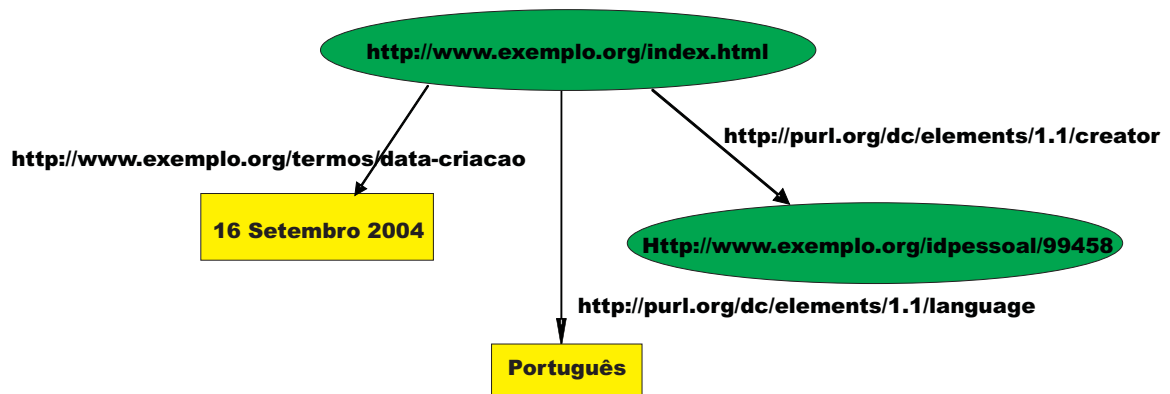 http://www.exemplo.org/index.html
http://purl.org/dc/elements/1.1/creator
http://www.exemplo.org/termos/data-criacao
16 Setembro 2004
Http://www.exemplo.org/idpessoal/99458
http://purl.org/dc/elements/1.1/language
Português